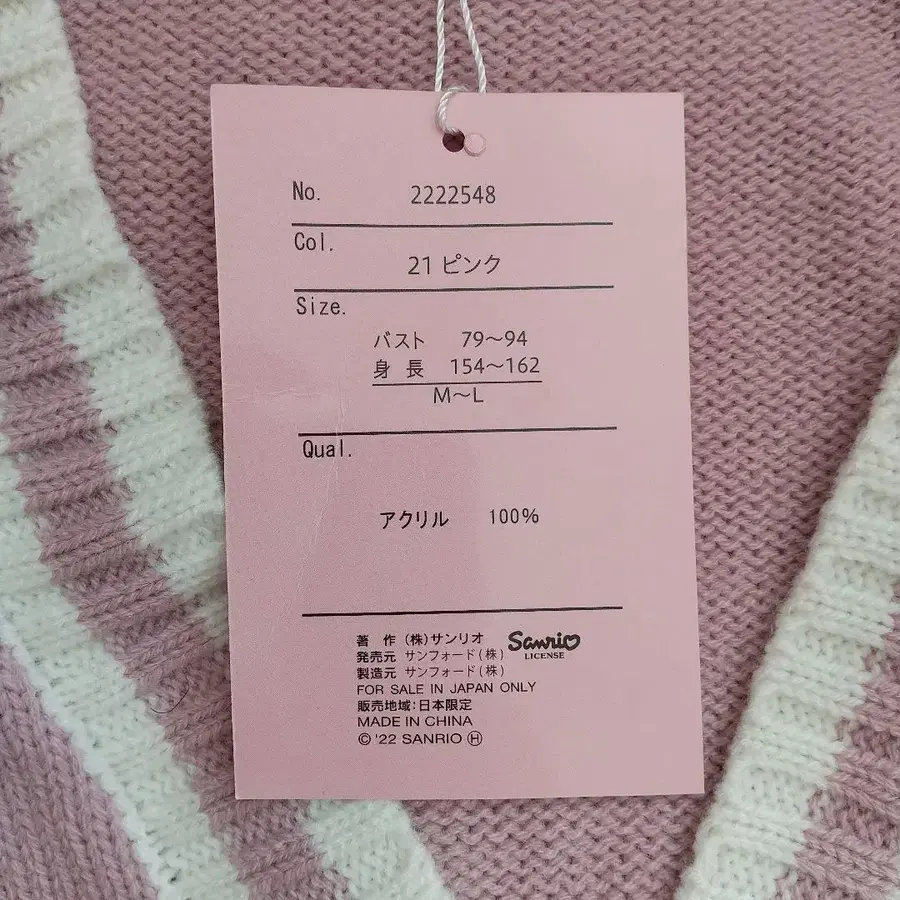 No. 2222548
Col.
21 ピンク
Size.
バスト 79～94
身 長 154～162
M～L
Qual.
アクリル 100%
著 作 (株)サンリオ
Sanrio
LICENSE
発売元 サンフォード(株)
製造元 サンフォード(株)
FOR SALE IN JAPAN ONLY
販売地域:日本限定
MADE IN CHINA
© '22 SANRIO Ⓗ